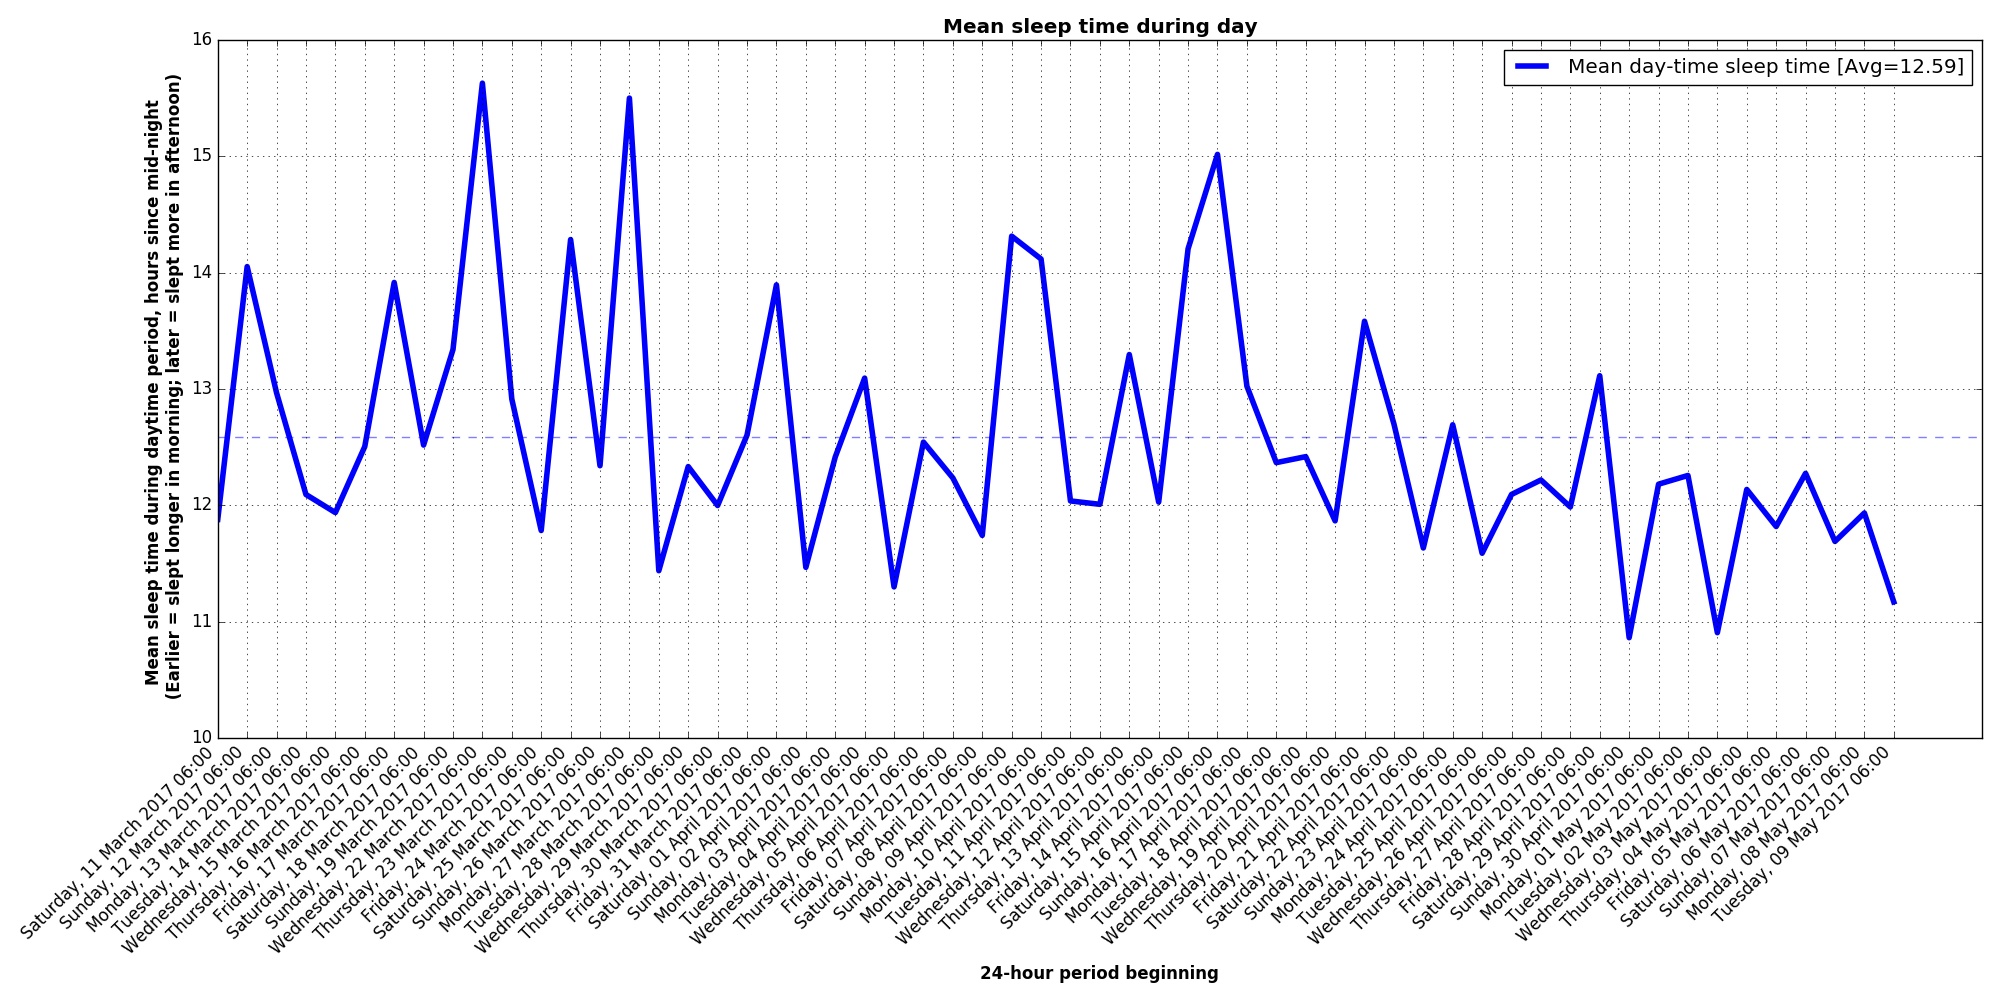 Mean sleep time during day
Mean day-time sleep time [Avg=12.59]
Mean sleep time during daytime period, hours since mid-night
(Earlier = slept longer in morning; later = slept more in afternoon)
16
15
14
13
12
11
10
Saturday, 11 March 2017 06:00
Sunday, 12 March 2017 06:00
Monday, 13 March 2017 06:00
Tuesday, 14 March 2017 06:00
Wednesday, 15 March 2017 06:00
Thursday, 16 March 2017 06:00
Friday, 17 March 2017 06:00
Saturday, 18 March 2017 06:00
Sunday, 19 March 2017 06:00
Wednesday, 22 March 2017 06:00
Thursday, 23 March 2017 06:00
Friday, 24 March 2017 06:00
Saturday, 25 March 2017 06:00
Sunday, 26 March 2017 06:00
Monday, 27 March 2017 06:00
Tuesday, 28 March 2017 06:00
Wednesday, 29 March 2017 06:00
Thursday, 30 March 2017 06:00
Friday, 31 March 2017 06:00
Saturday, 01 April 2017 06:00
Sunday, 02 April 2017 06:00
Monday, 03 April 2017 06:00
Tuesday, 04 April 2017 06:00
Wednesday, 05 April 2017 06:00
Thursday, 06 April 2017 06:00
Friday, 07 April 2017 06:00
Saturday, 08 April 2017 06:00
Sunday, 09 April 2017 06:00
Monday, 10 April 2017 06:00
Tuesday, 11 April 2017 06:00
Wednesday, 12 April 2017 06:00
Thursday, 13 April 2017 06:00
Friday, 14 April 2017 06:00
Saturday, 15 April 2017 06:00
Sunday, 16 April 2017 06:00
Monday, 17 April 2017 06:00
Tuesday, 18 April 2017 06:00
Wednesday, 19 April 2017 06:00
Thursday, 20 April 2017 06:00
Friday, 21 April 2017 06:00
Saturday, 22 April 2017 06:00
Sunday, 23 April 2017 06:00
Monday, 24 April 2017 06:00
Tuesday, 25 April 2017 06:00
Wednesday, 26 April 2017 06:00
Thursday, 27 April 2017 06:00
Friday, 28 April 2017 06:00
Saturday, 29 April 2017 06:00
Sunday, 30 April 2017 06:00
Monday, 01 May 2017 06:00
Tuesday, 02 May 2017 06:00
Wednesday, 03 May 2017 06:00
Thursday, 04 May 2017 06:00
Friday, 05 May 2017 06:00
Saturday, 06 May 2017 06:00
Sunday, 07 May 2017 06:00
Monday, 08 May 2017 06:00
Tuesday, 09 May 2017 06:00
24-hour period beginning